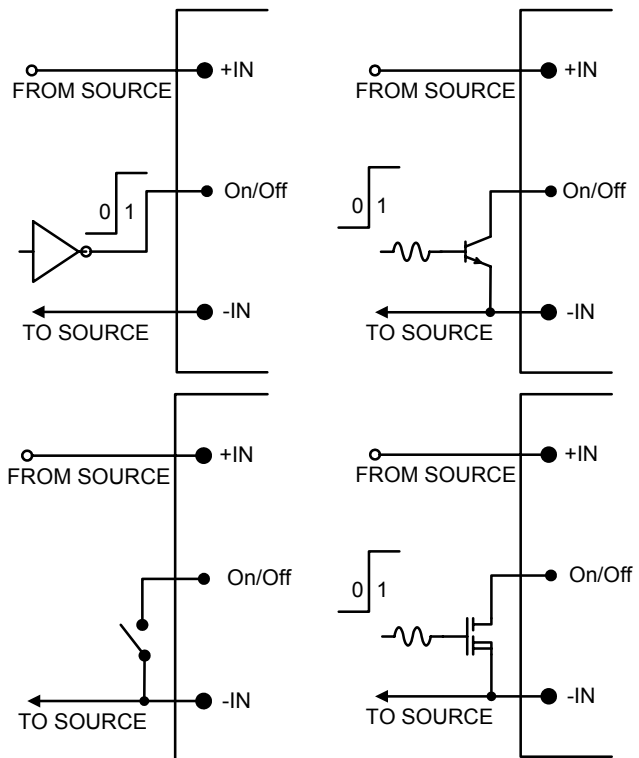 +IN
FROM SOURCE
0 1
On/Off
-IN
TO SOURCE
+IN
FROM SOURCE
0 1
On/Off
-IN
TO SOURCE
+IN
FROM SOURCE
On/Off
-IN
TO SOURCE
+IN
FROM SOURCE
0 1
On/Off
-IN
TO SOURCE